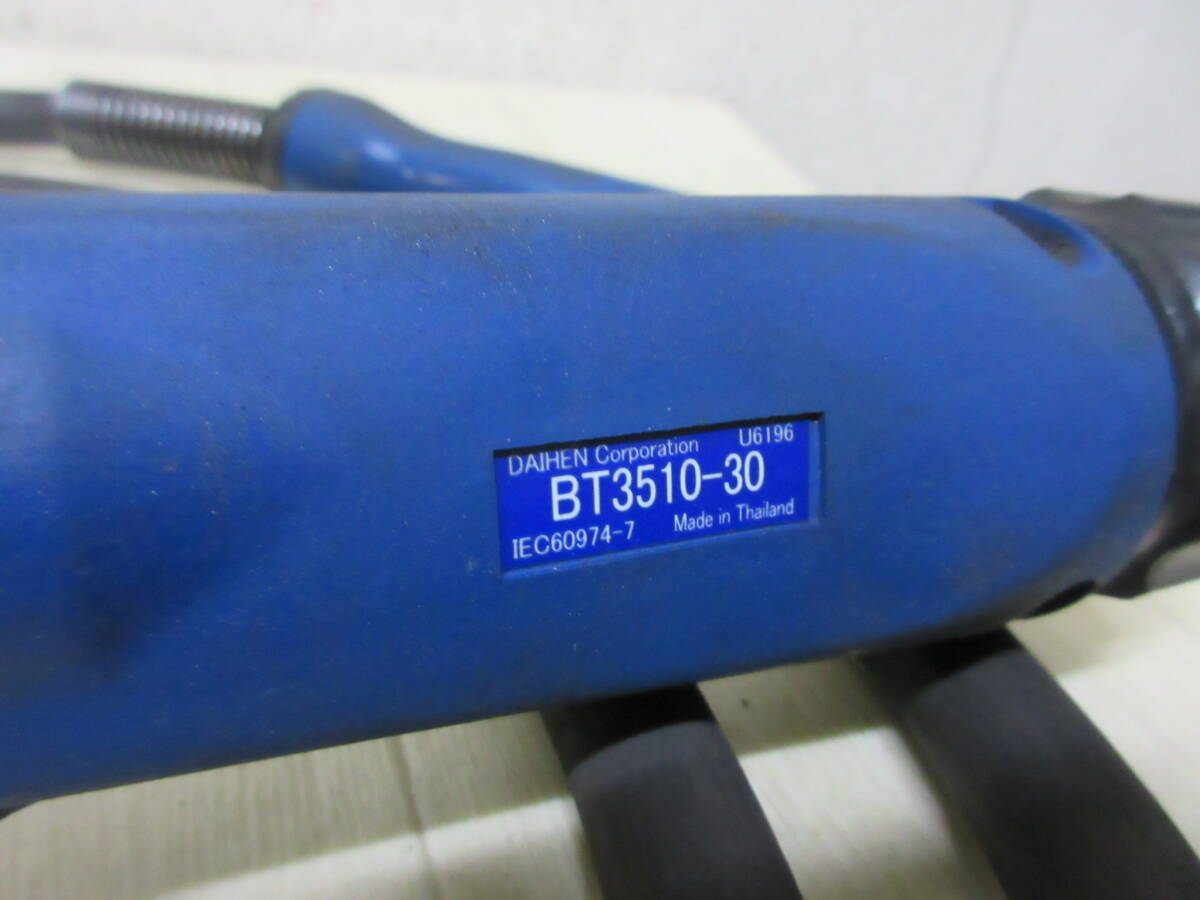 DAIHEN Corporation U6196
BT3510-30
IEC60974-7 Made in Thailand